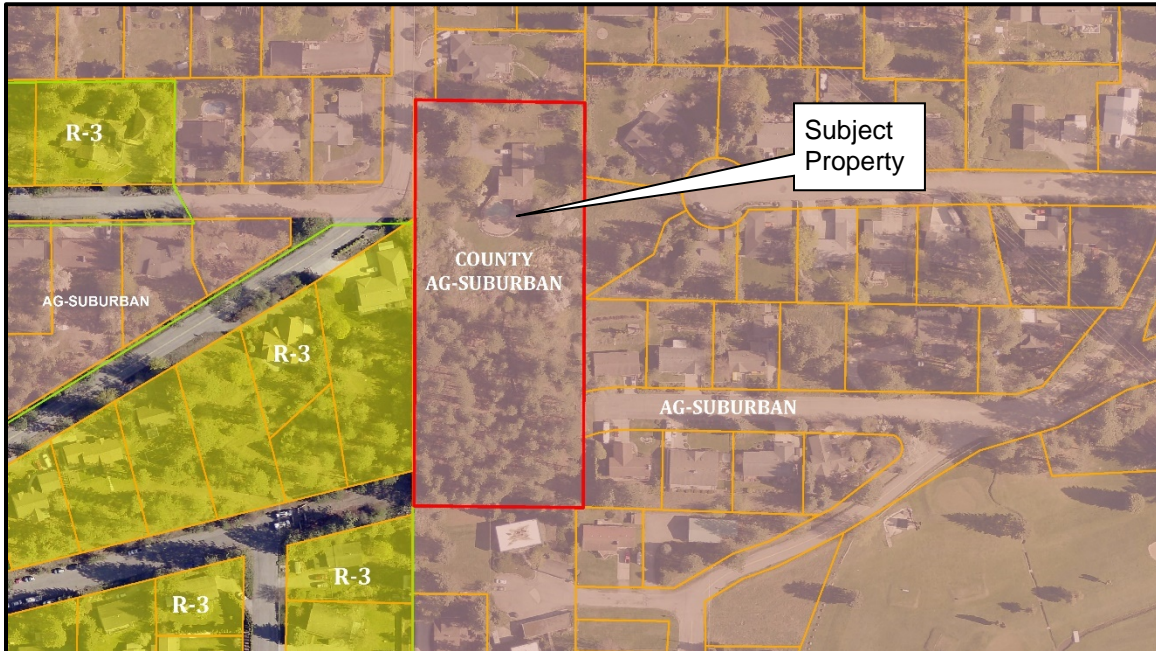 R-3
Subject
Property
COUNTY
AG-SUBURBAN
AG-SUBURBAN
R-3
AG-SUBURBAN
R-3
R-3